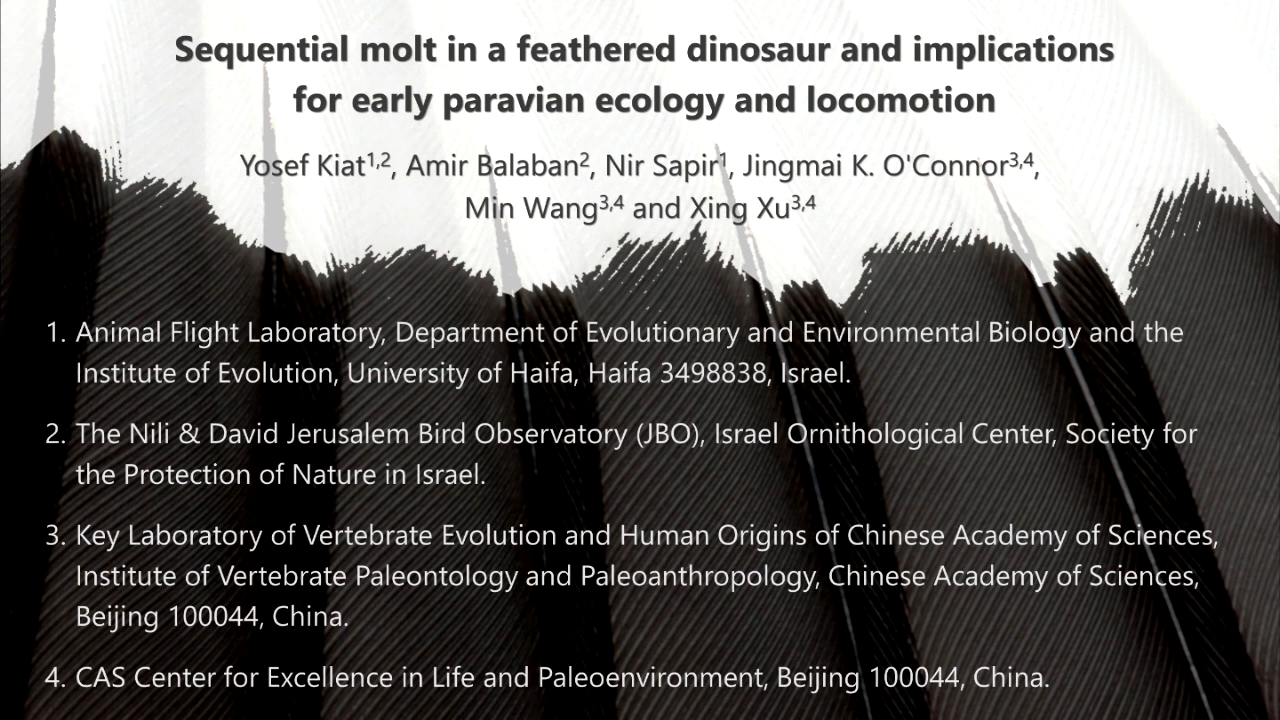 Sequential molt in a feathered dinosaur and implications
for early paravian ecology and locomotion
Yosef Kiat1,2, Amir Balaban2, Nir Sapir1, Jingmai K. O'Connor3,4,
Min Wang3,4 and Xing Xu3,4
1. Animal Flight Laboratory, Department of Evolutionary and Environmental Biology and the
Institute of Evolution, University of Haifa, Haifa 3498838, Israel.
2. The Nili & David Jerusalem Bird Observatory (JBO), Israel Ornithological Center, Society for
the Protection of Nature in Israel.
3. Key Laboratory of Vertebrate Evolution and Human Origins of Chinese Academy of Sciences,
Institute of Vertebrate Paleontology and Paleoanthropology, Chinese Academy of Sciences,
Beijing 100044, China.
4. CAS Center for Excellence in Life and Paleoenvironment, Beijing 100044, China.